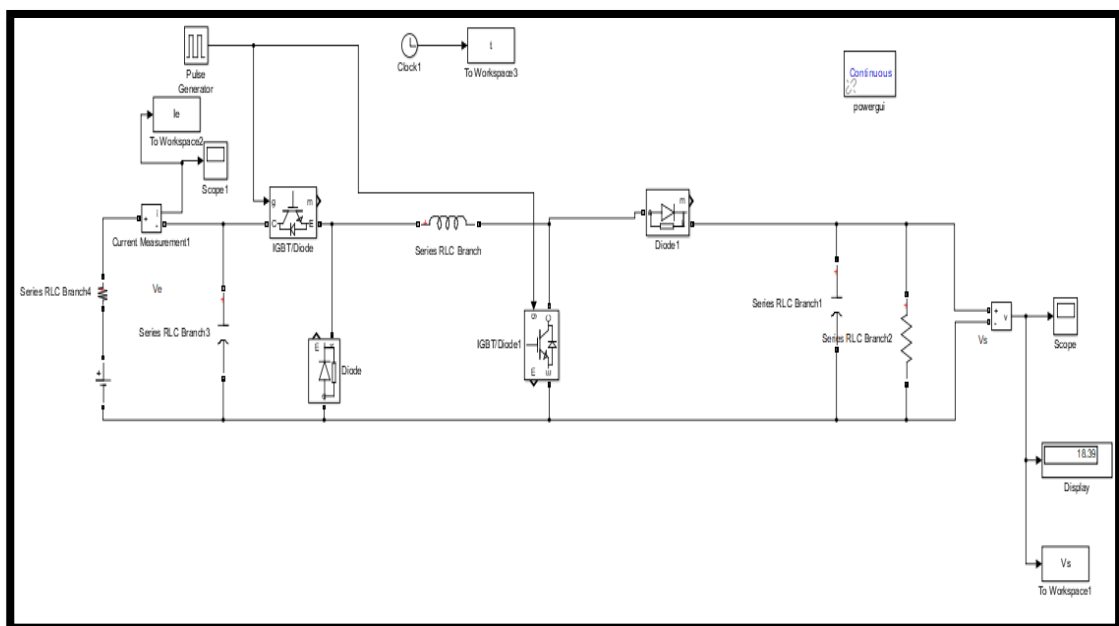 Pulse
Generator
Clock1
t
To Workspace3
Continuous
powergui
Ie
To Workspace2
Scope1
g
m
C
E
IGBT/Diode
+
-
i
Current Measurement1
+
Series RLC Branch
m
a
k
Diode1
Series RLC Branch4
+
Ve
+
Series RLC Branch3
m
k
a
Diode
g
C
IGBT/Diode1
m
E
+
Series RLC Branch1
+
Series RLC Branch2
+
-
v
Vs
Scope
+
18.39
Display
Vs
To Workspace1